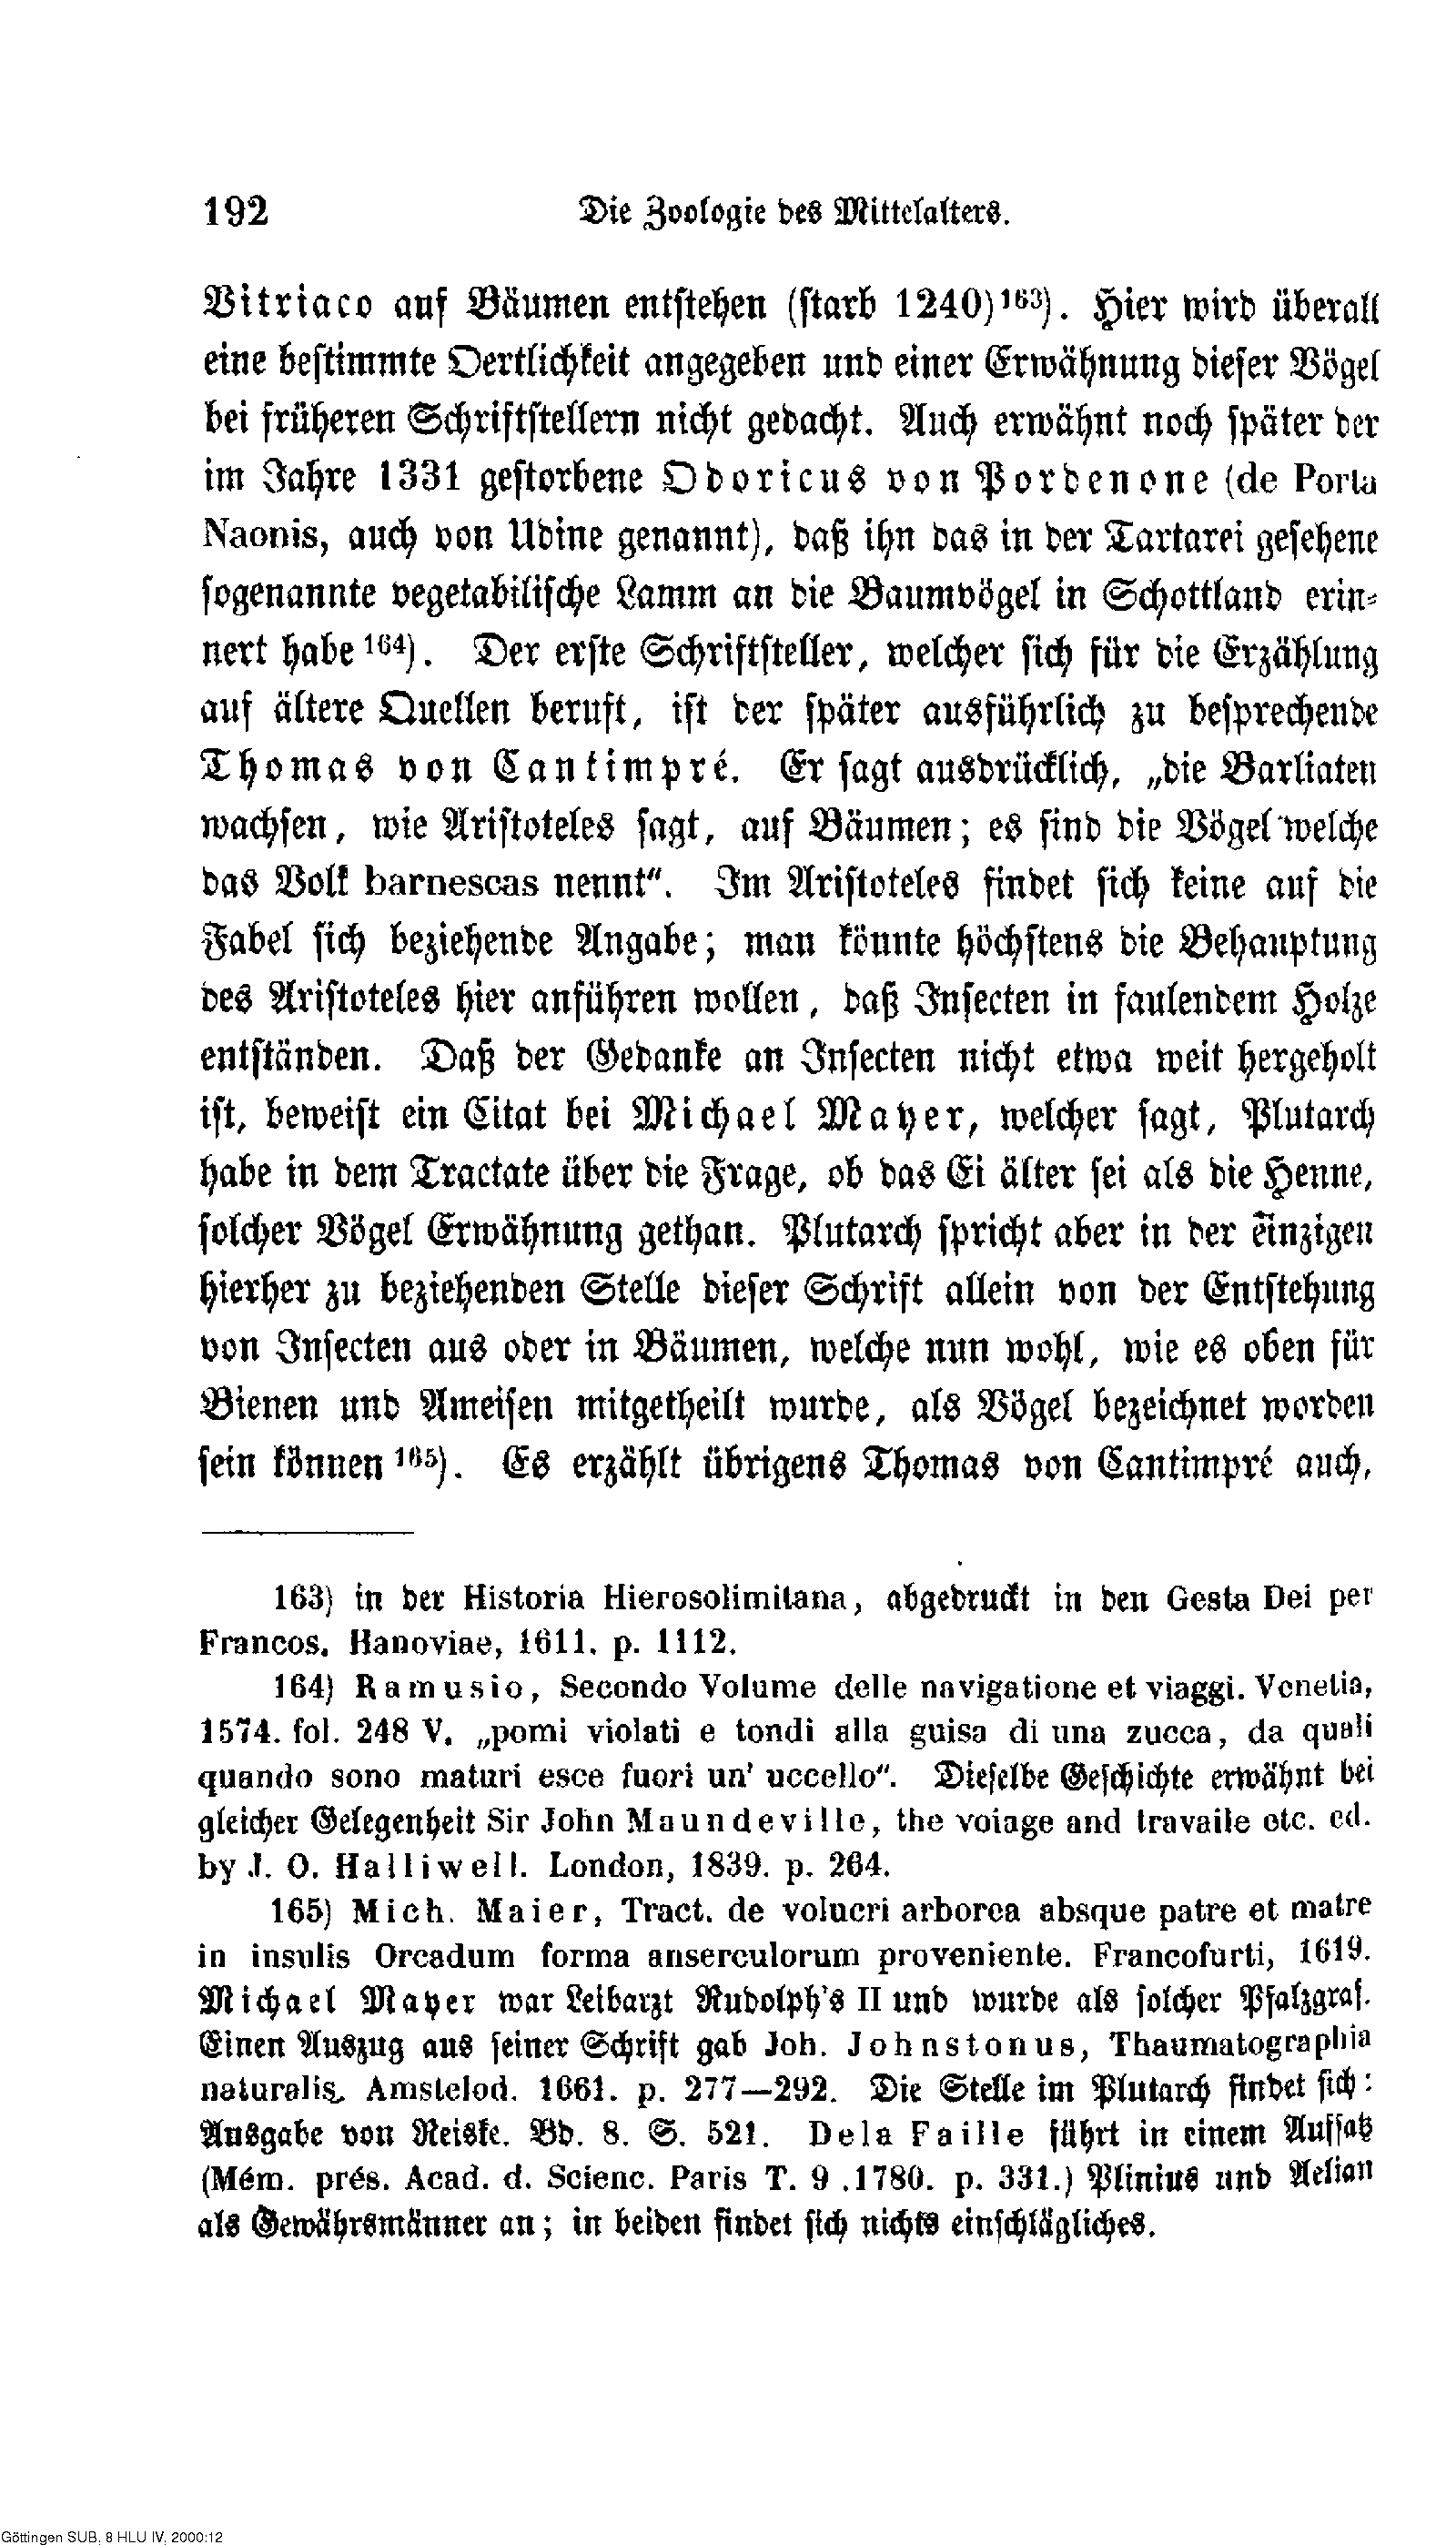 192 Die Zoologie des Mittelalters.
Vitriaco auf Bäumen entstehen (starb 1240)¹⁶³). Hier wird überall
eine bestimmte Oertlichkeit angegeben und einer Erwähnung dieser Vögel
bei früheren Schriftstellern nicht gedacht. Auch erwähnt noch später der
im Jahre 1331 gestorbene Odoricus von Pordenone (de Porta
Naonis, auch von Udine genannt), daß ihn das in der Tartarei gesehene
sogenannte vegetabilische Lamm an die Baumvögel in Schottland erin-
nert habe ¹⁶⁴). Der erste Schriftsteller, welcher sich für die Erzählung
auf ältere Quellen beruft, ist der später ausführlich zu besprechende
Thomas von Cantimpré. Er sagt ausdrücklich, „die Barliaten
wachsen, wie Aristoteles sagt, auf Bäumen; es sind die Vögel welche
das Volk barnescas nennt“. Im Aristoteles findet sich keine auf die
Fabel sich beziehende Angabe; man könnte höchstens die Behauptung
des Aristoteles hier anführen wollen, daß Insecten in faulendem Holze
entständen. Daß der Gedanke an Insecten nicht etwa weit hergeholt
ist, beweist ein Citat bei Michael Mayer, welcher sagt, Plutarch
habe in dem Tractate über die Frage, ob das Ei älter sei als die Henne,
solcher Vögel Erwähnung gethan. Plutarch spricht aber in der einzigen
hierher zu beziehenden Stelle dieser Schrift allein von der Entstehung
von Insecten aus oder in Bäumen, welche nun wohl, wie es oben für
Bienen und Ameisen mitgetheilt wurde, als Vögel bezeichnet worden
sein können ¹⁶⁵). Es erzählt übrigens Thomas von Cantimpré auch,
163) in der Historia Hierosolimitana, abgedruckt in den Gesta Dei per
Francos. Hanoviae, 1611. p. 1112.
164) Ramusio, Secondo Volume delle navigatione et viaggi. Venetia,
1574. fol. 248 V. „pomi violati e tondi alla guisa di una zucca, da quali
quando sono maturi esce fuori un' uccello“. Dieselbe Geschichte erwähnt bei
gleicher Gelegenheit Sir John Maundeville, the voiage and travaile etc. ed.
by J. O. Halliwell. London, 1839. p. 264.
165) Mich. Maier, Tract. de volucri arborea absque patre et matre
in insulis Orcadum forma anserculorum proveniente. Francofurti, 1619.
Michael Mayer war Leibarzt Rudolph's II und wurde als solcher Pfalzgraf.
Einen Auszug aus seiner Schrift gab Joh. Johnstonus, Thaumatographia
naturalis. Amstelod. 1661. p. 277—292. Die Stelle im Plutarch findet sich:
Ausgabe von Reiske. Bd. 8. S. 521. Dela Faille führt in einem Aufsatz
(Mém. prés. Acad. d. Scienc. Paris T. 9 .1780. p. 331.) Plinius und Aelian
als Gewährsmänner an; in beiden findet sich nichts einschlägliches.
Göttingen SUB, 8 HLU IV, 2000:12